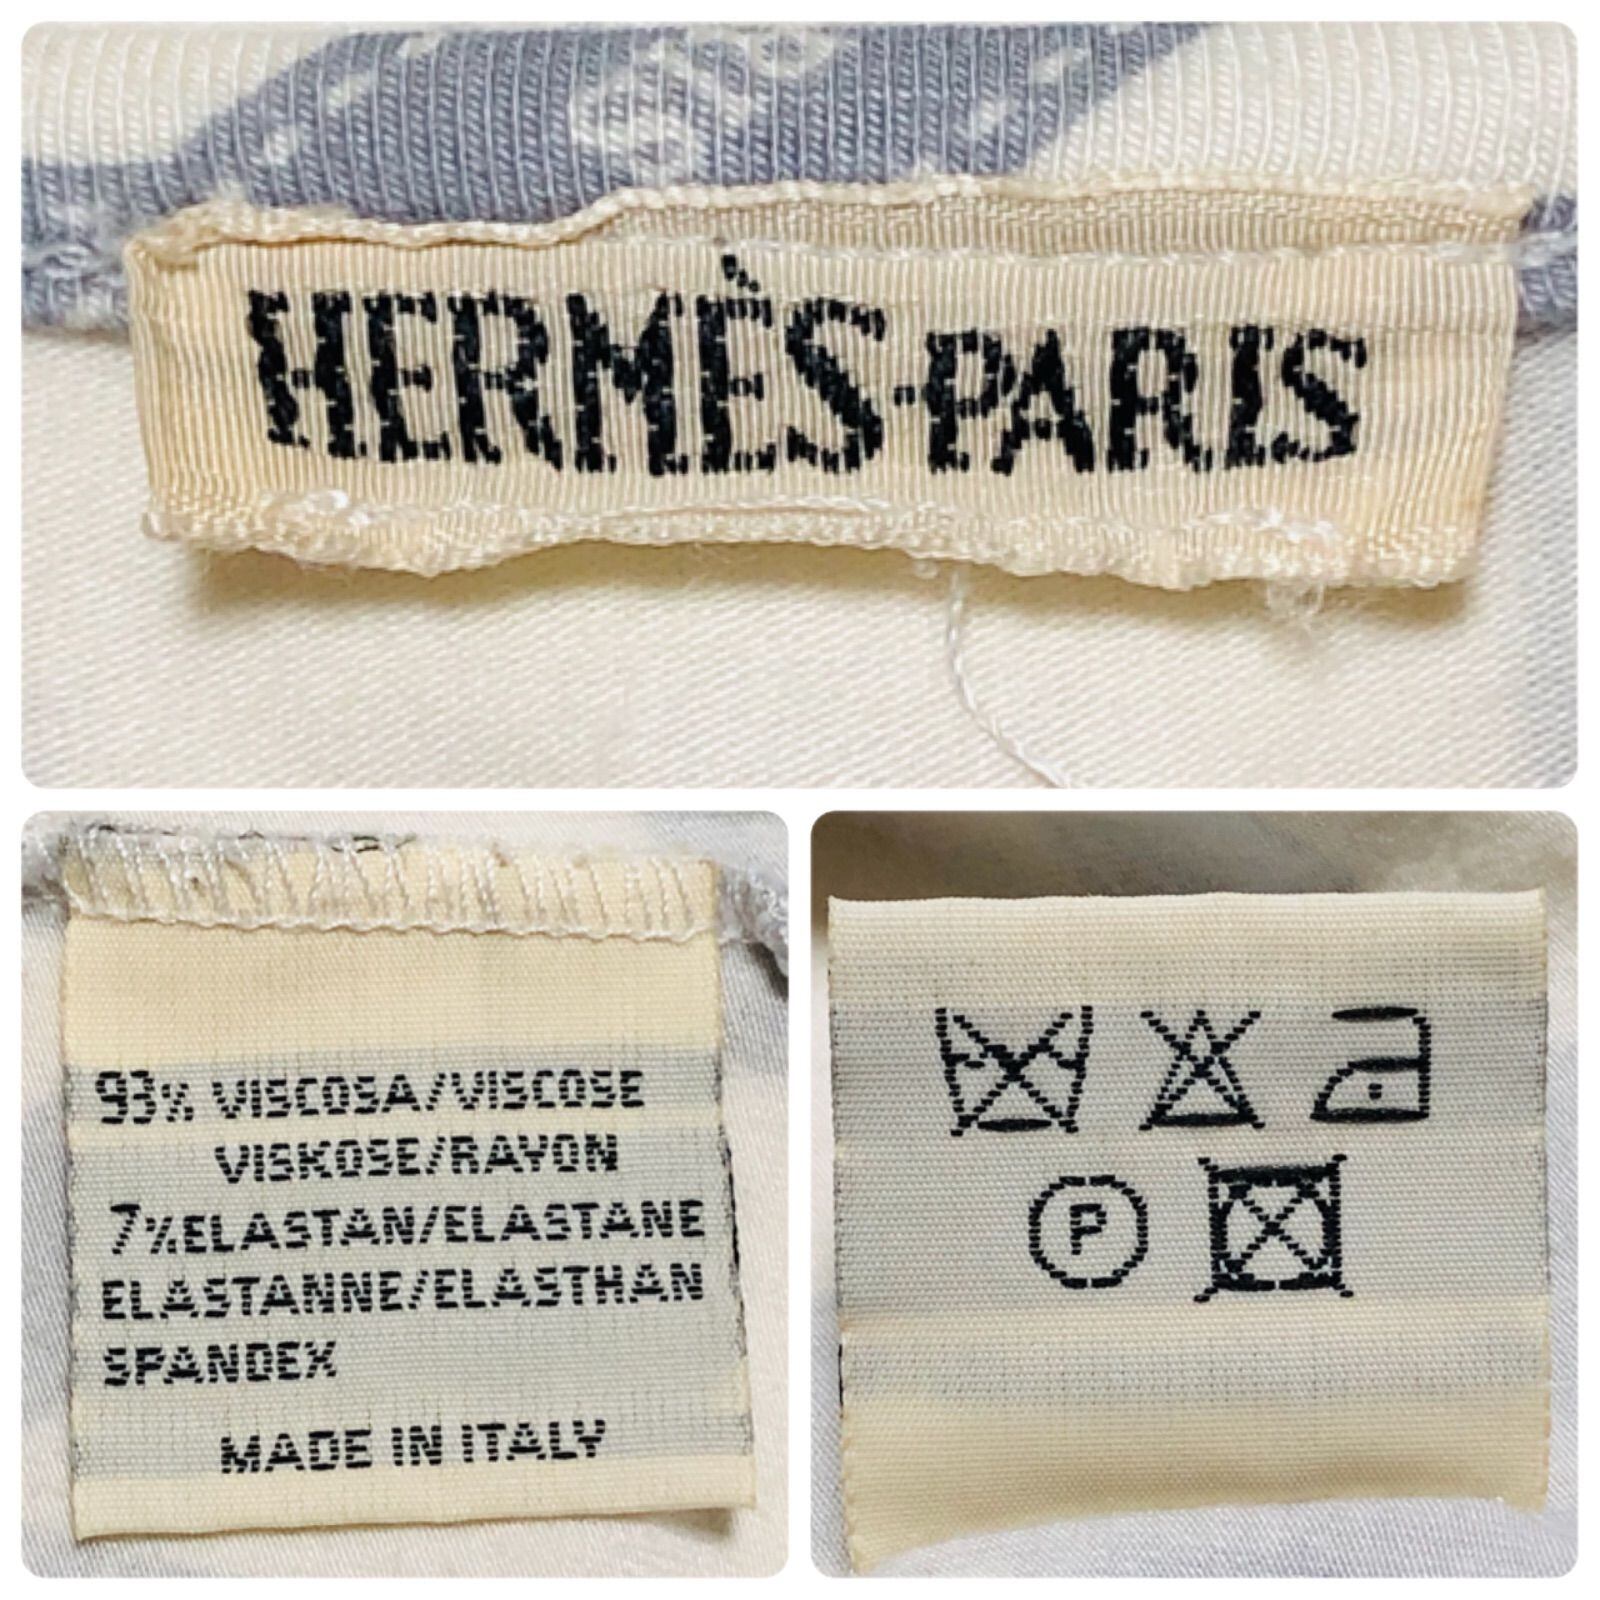 HERMÈS-PARIS
93% VISCOSA/VISCOSE
VISKOSE/RAYON
7%ELASTAN/ELASTANE
ELASTANNE/ELASTHAN
SPANDEX
MADE IN ITALY
P